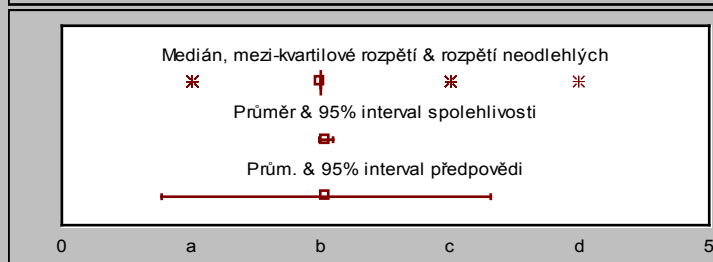 Medián, mezi-kvartilové rozpětí & rozpětí neodlehlých
Průměr & 95% interval spolehlivosti
Prům. & 95% interval předpovědi
0 a b c d 5